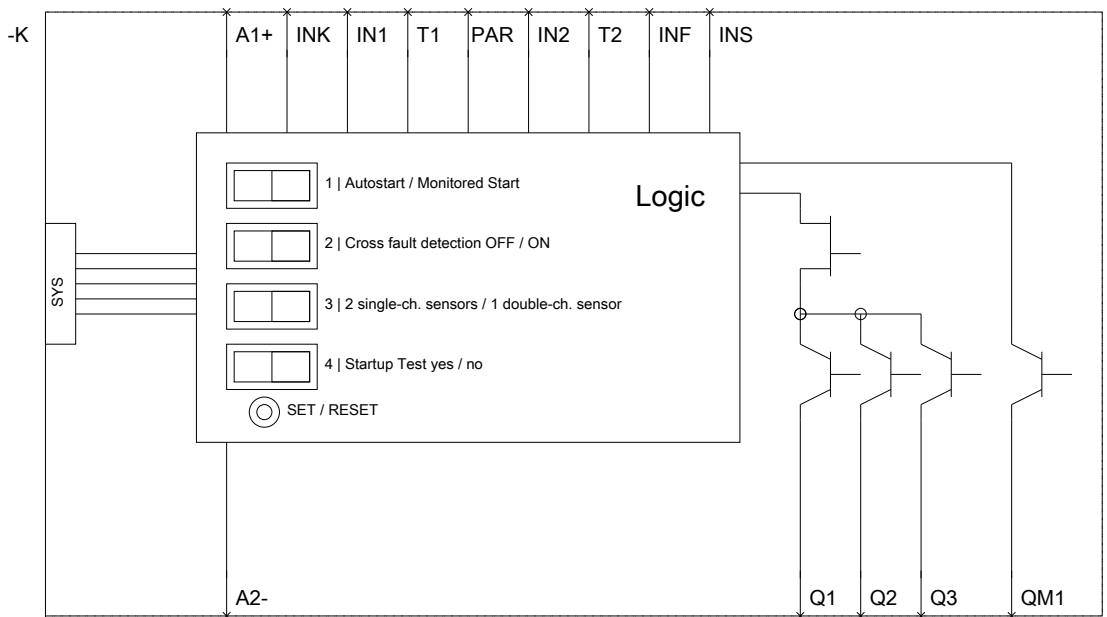 -K
A1+ INK IN1 T1 PAR IN2 T2 INF INS
1 | Autostart / Monitored Start
Logic
2 | Cross fault detection OFF / ON
SYS
3 | 2 single-ch. sensors / 1 double-ch. sensor
4 | Startup Test yes / no
SET / RESET
A2- Q1 Q2 Q3 QM1